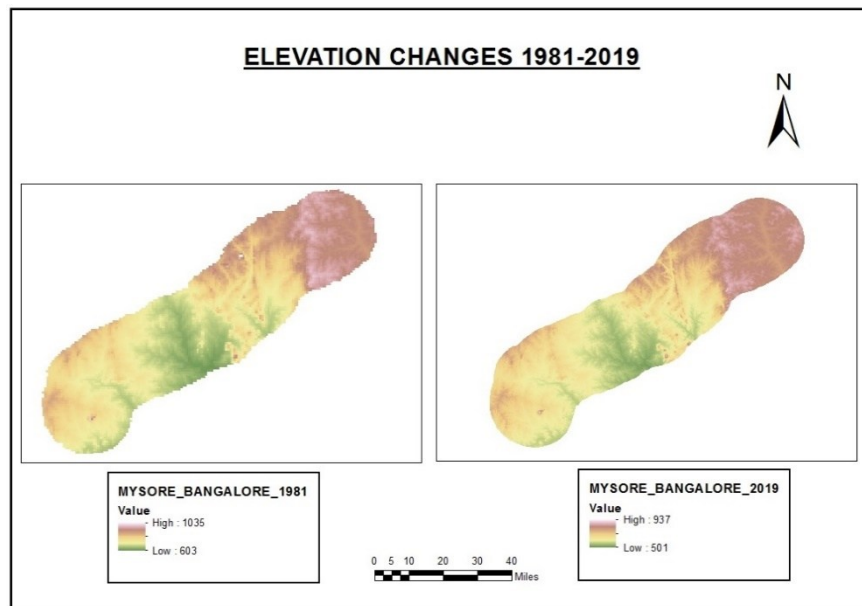 ELEVATION CHANGES 1981-2019
N
MYSORE_BANGALORE_1981
Value
High : 1035
Low : 603
MYSORE_BANGALORE_2019
Value
High : 937
Low : 501
0 5 10 20 30 40
Miles